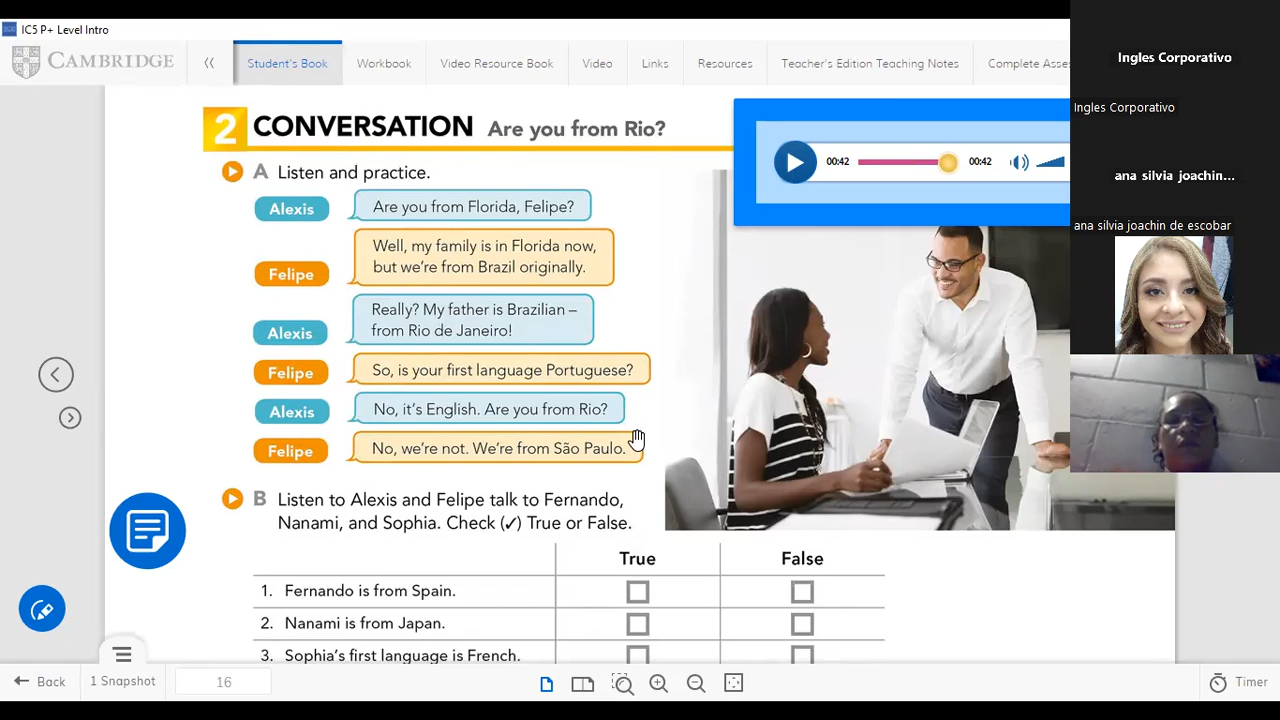 IC5 P+ Level Intro
CAMBRIDGE
Student's Book
Workbook
Video Resource Book
Video
Links
Resources
Teacher's Edition Teaching Notes
Complete Asse
Ingles Corporativo
Ingles Corporativo
ana silvia joachin...
ana silvia joachin de escobar
2 CONVERSATION Are you from Rio?
00:42
00:42
A Listen and practice.
Alexis
Are you from Florida, Felipe?
Felipe
Well, my family is in Florida now,
but we're from Brazil originally.
Alexis
Really? My father is Brazilian –
from Rio de Janeiro!
Felipe
So, is your first language Portuguese?
Alexis
No, it's English. Are you from Rio?
Felipe
No, we're not. We're from São Paulo.
B Listen to Alexis and Felipe talk to Fernando,
Nanami, and Sophia. Check (✓) True or False.
True
False
1. Fernando is from Spain.
2. Nanami is from Japan.
3. Sophia's first language is French.
Back
1 Snapshot
16
Timer